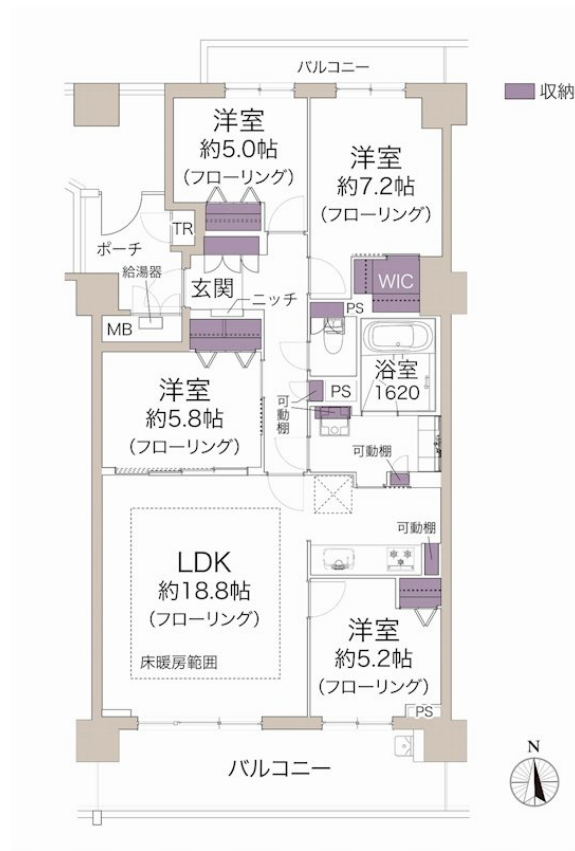 バルコニー
収納
洋室
約5.0帖
(フローリング)
洋室
約7.2帖
(フローリング)
TR
ポーチ
給湯器
玄関
ニッチ
WIC
PS
MB
洋室
約5.8帖
(フローリング)
可動棚
PS
浴室
1620
可動棚
可動棚
LDK
約18.8帖
(フローリング)
床暖房範囲
洋室
約5.2帖
(フローリング)
PS
バルコニー
N